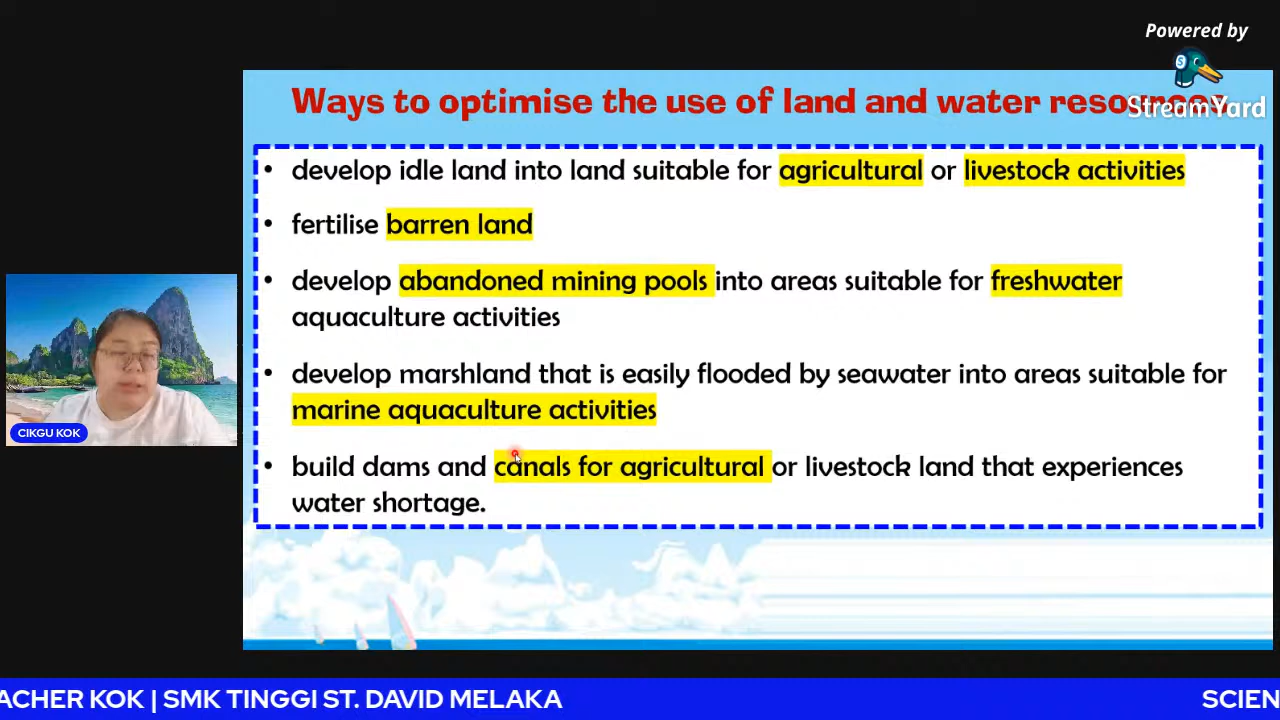 Powered by
StreamYard
Ways to optimise the use of land and water resources
• develop idle land into land suitable for agricultural or livestock activities
• fertilise barren land
• develop abandoned mining pools into areas suitable for freshwater
aquaculture activities
• develop marshland that is easily flooded by seawater into areas suitable for
marine aquaculture activities
• build dams and canals for agricultural or livestock land that experiences
water shortage.
CIKGU KOK
ACHER KOK | SMK TINGGI ST. DAVID MELAKA
SCIEN